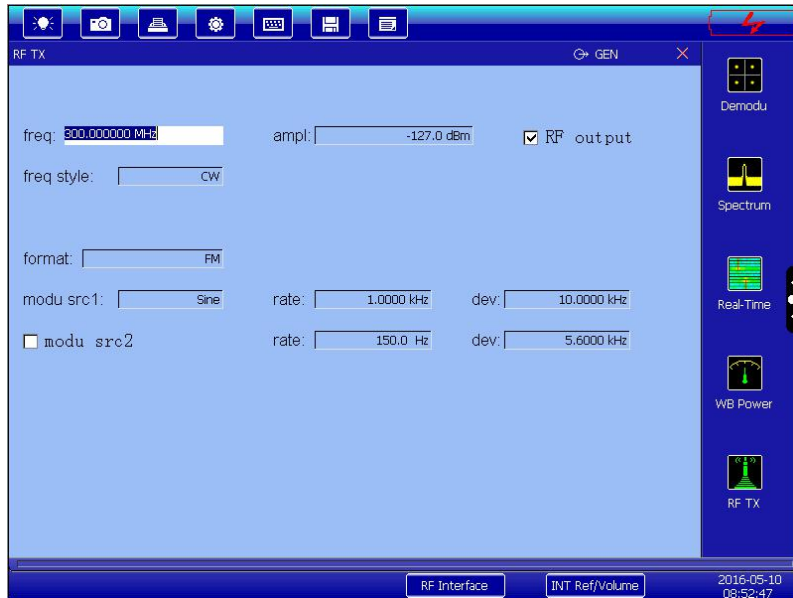 RF TX
GEN
freq: 300.000000 MHz
ampl: -127.0 dBm
RF output
freq style: CW
format: FM
modu src1: Sine
rate: 1.0000 kHz
dev: 10.0000 kHz
modu src2
rate: 150.0 Hz
dev: 5.6000 kHz
Demodu
Spectrum
Real-Time
WB Power
RF TX
RF Interface
INT Ref/Volume
2016-05-10
08:52:47